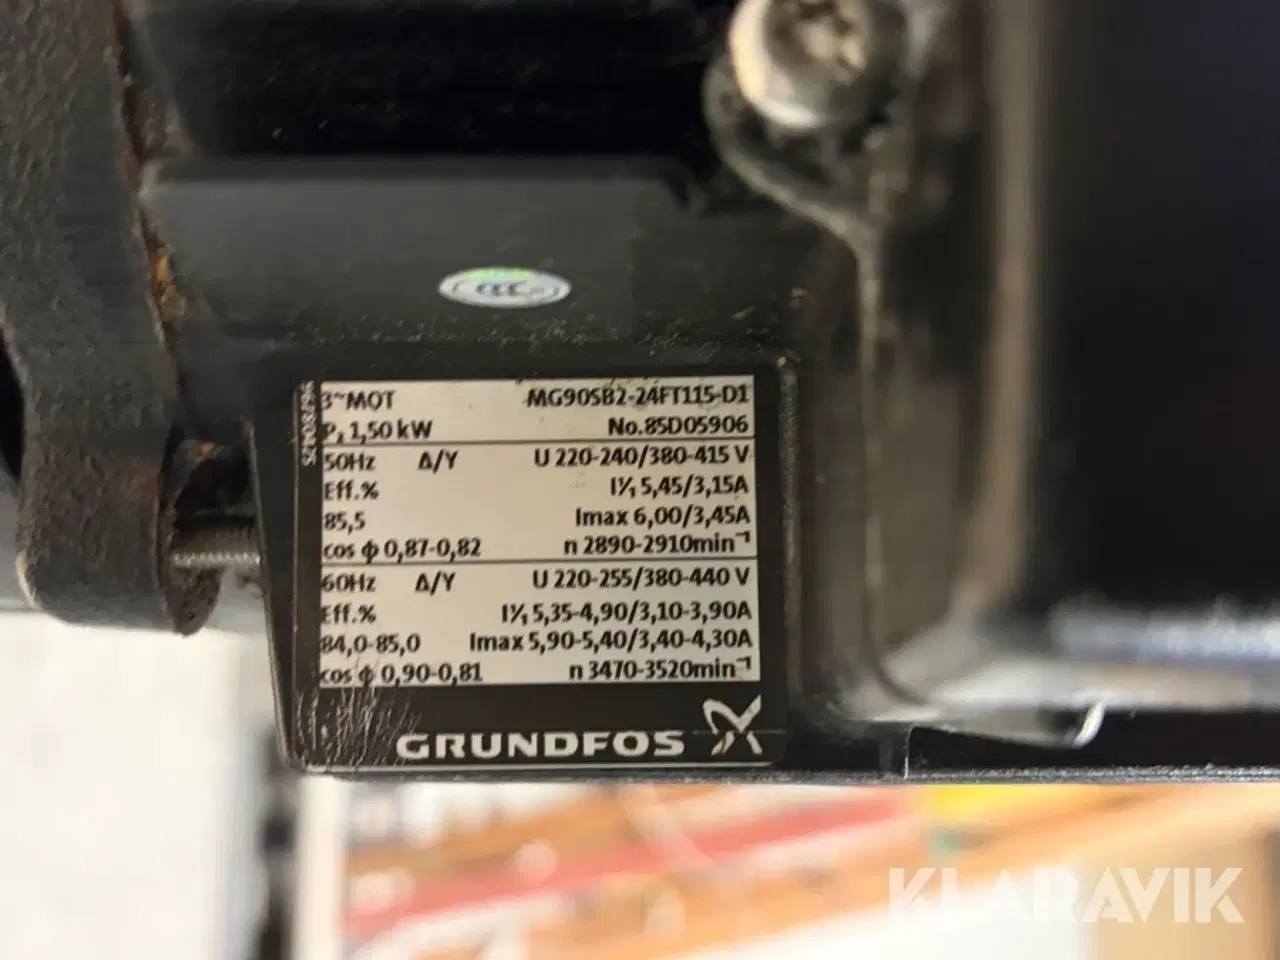 CCC
3~MOT MG90SB2-24FT115-D1
P₂ 1,50 kW No.85D05906
50Hz Δ/Y U 220-240/380-415 V
Eff.% I¹/₁ 5,45/3,15A
85,5 Imax 6,00/3,45A
cos ϕ 0,87-0,82 n 2890-2910min⁻¹
60Hz Δ/Y U 220-255/380-440 V
Eff.% I¹/₁ 5,35-4,90/3,10-3,90A
84,0-85,0 Imax 5,90-5,40/3,40-4,30A
cos ϕ 0,90-0,81 n 3470-3520min⁻¹
GRUNDFOS
KLARAVIK